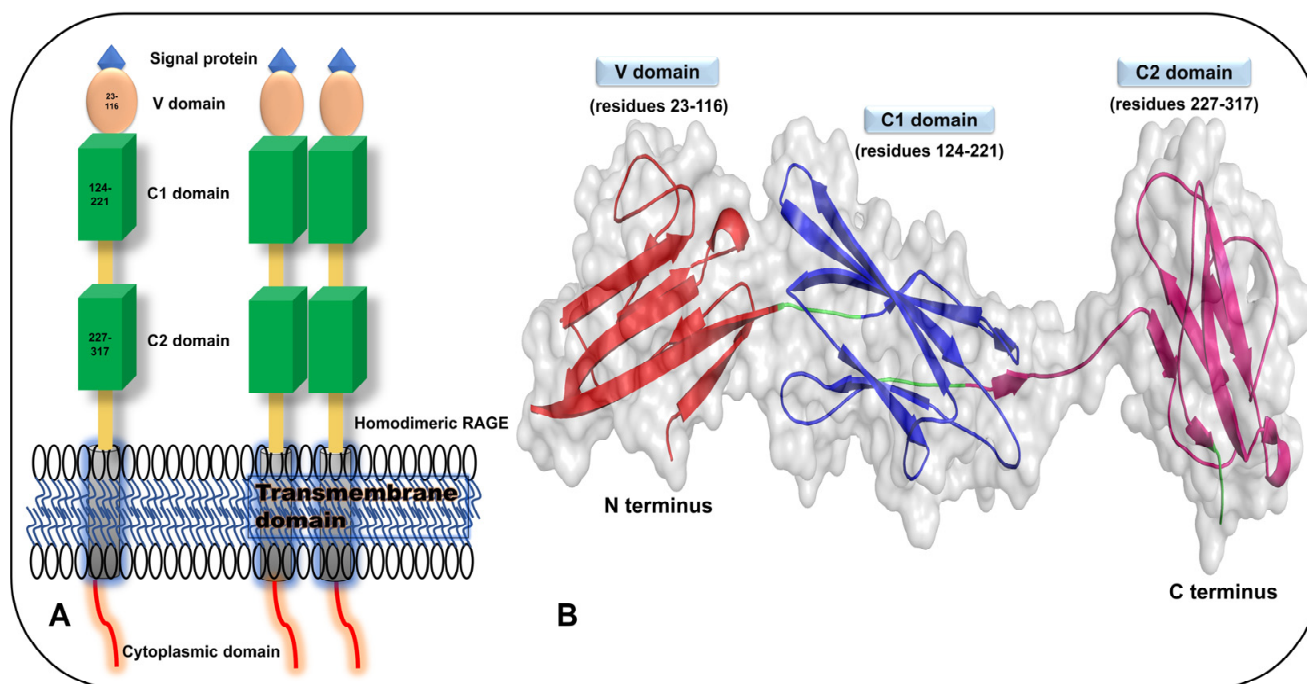 Signal protein
V domain
23-
116
C1 domain
124-
221
C2 domain
227-
317
Homodimeric RAGE
Transmembrane
domain
Cytoplasmic domain
A
V domain
(residues 23-116)
C1 domain
(residues 124-221)
C2 domain
(residues 227-317)
N terminus
C terminus
B